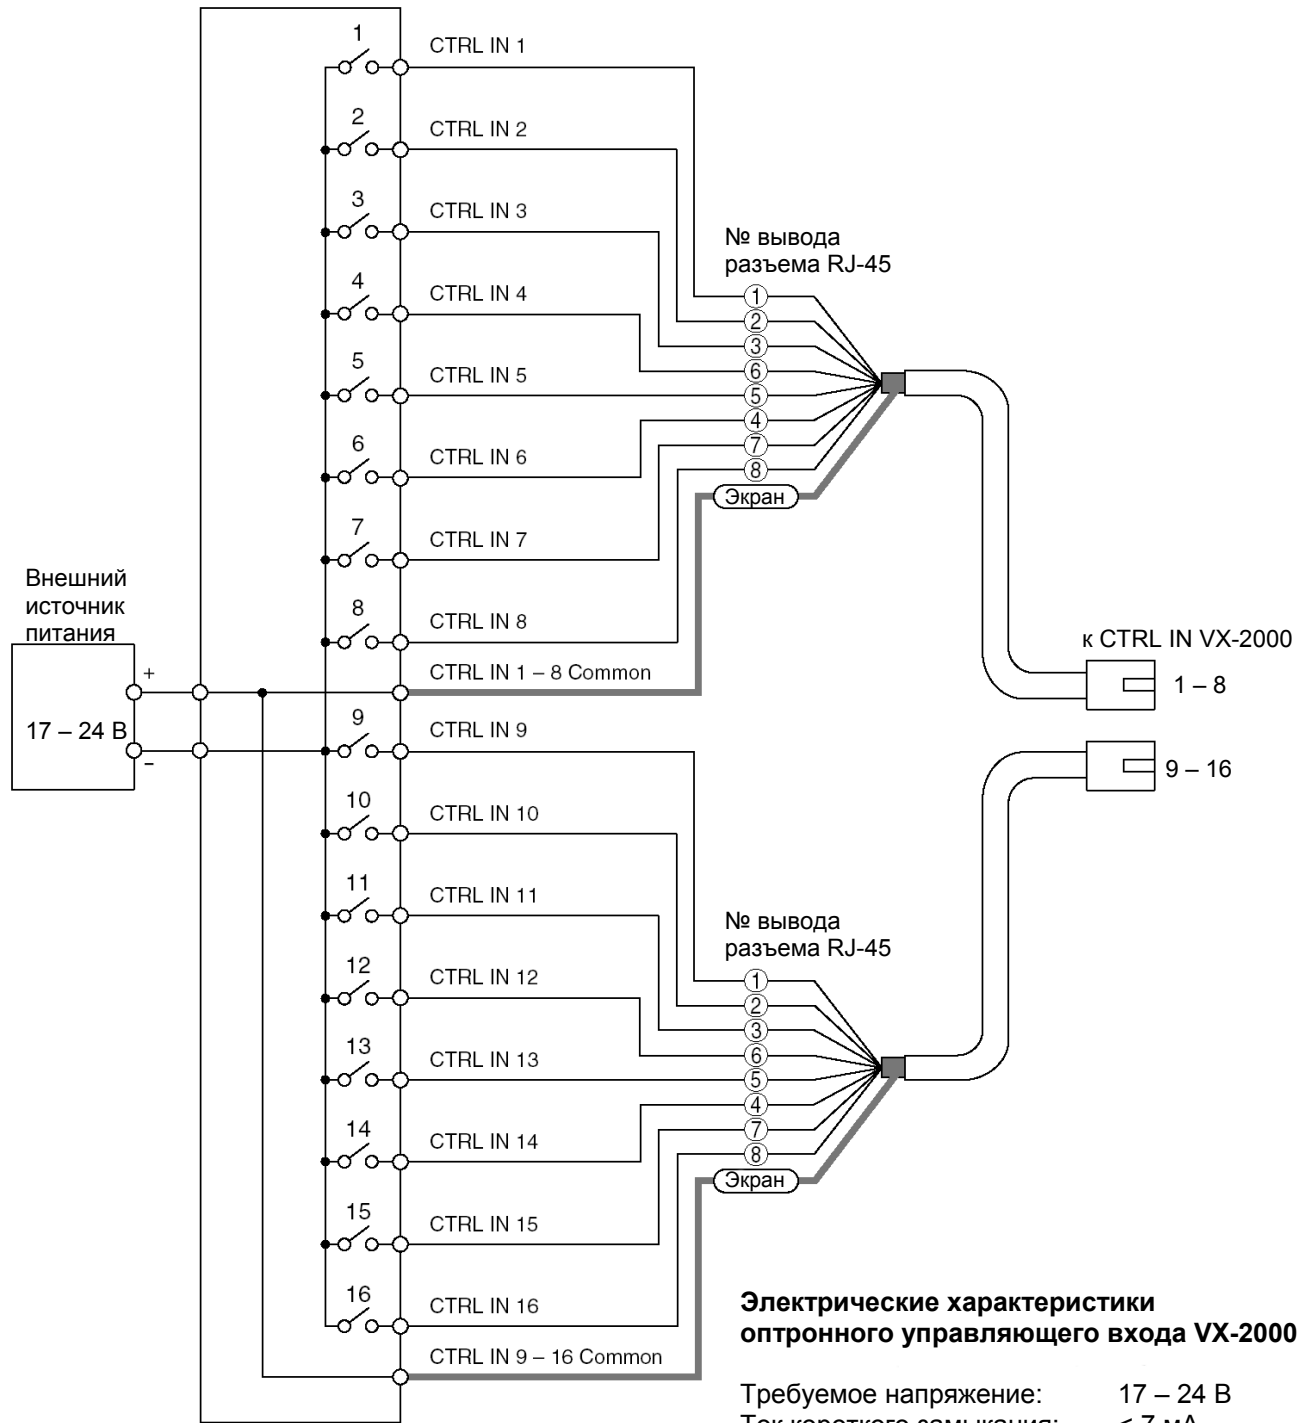 1
CTRL IN 1
2
CTRL IN 2
3
CTRL IN 3
4
CTRL IN 4
5
CTRL IN 5
6
CTRL IN 6
7
CTRL IN 7
8
CTRL IN 8
CTRL IN 1 – 8 Common
№ вывода
разъема RJ-45
1
2
3
6
5
4
7
8
Экран
Внешний
источник
питания
+
17 – 24 В
–
к CTRL IN VX-2000
1 – 8
9 – 16
9
CTRL IN 9
10
CTRL IN 10
11
CTRL IN 11
12
CTRL IN 12
13
CTRL IN 13
14
CTRL IN 14
15
CTRL IN 15
16
CTRL IN 16
CTRL IN 9 – 16 Common
№ вывода
разъема RJ-45
1
2
3
6
5
4
7
8
Экран
Электрические характеристики
оптронного управляющего входа VX-2000
Требуемое напряжение: 17 – 24 В
Ток короткого замыкания: < 7 мА